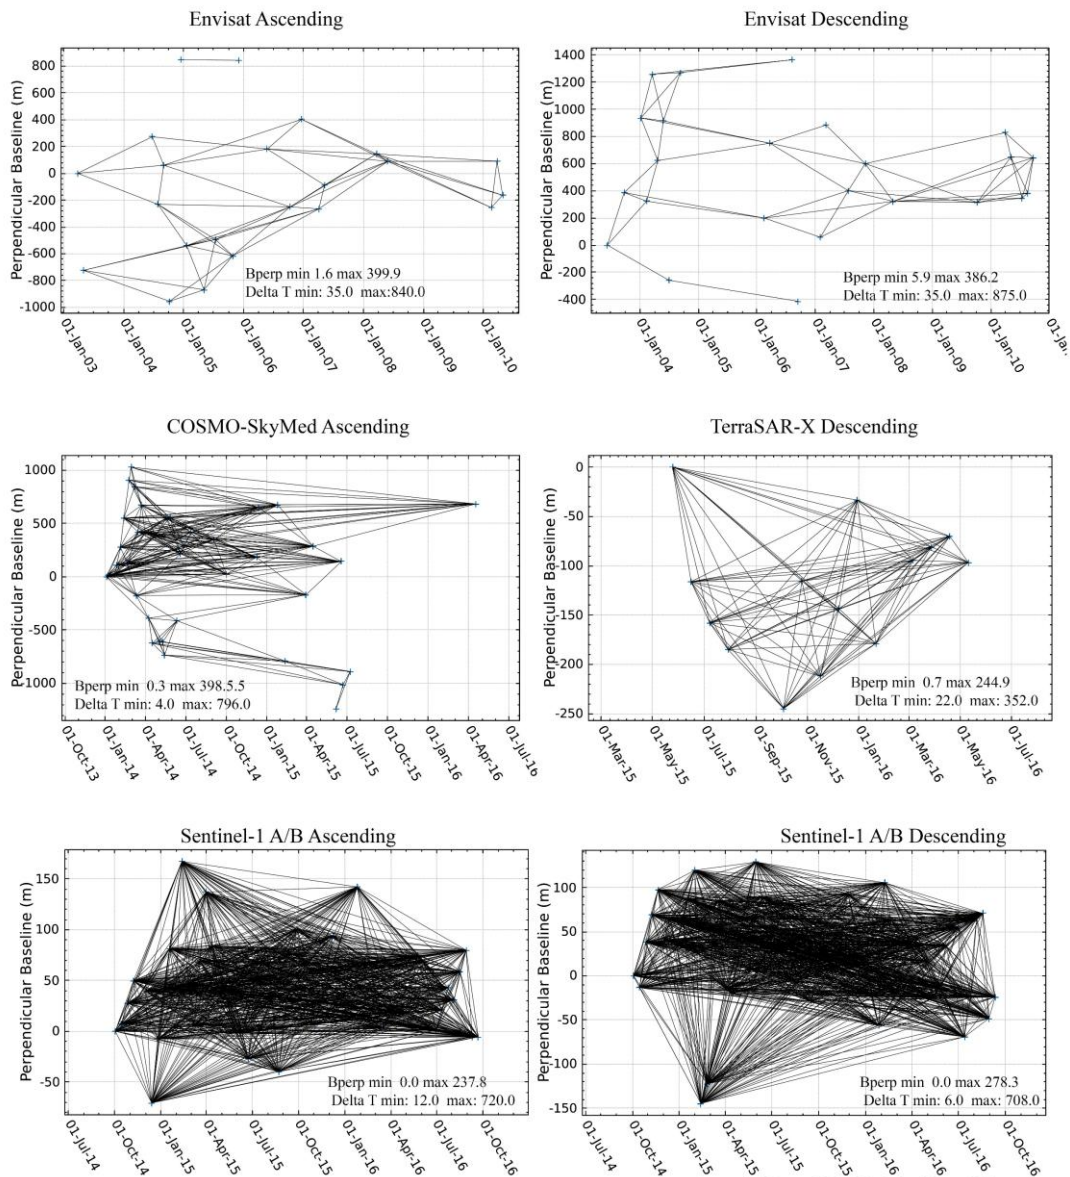 Envisat Ascending
Perpendicular Baseline (m)
800
600
400
200
0
-200
-400
-600
-800
-1000
Bperp min 1.6 max 399.9
Delta T min: 35.0 max:840.0
01-Jan-03
01-Jan-04
01-Jan-05
01-Jan-06
01-Jan-07
01-Jan-08
01-Jan-09
01-Jan-10
Envisat Descending
Perpendicular Baseline (m)
1400
1200
1000
800
600
400
200
0
-200
-400
Bperp min 5.9 max 386.2
Delta T min: 35.0 max: 875.0
01-Jan-04
01-Jan-05
01-Jan-06
01-Jan-07
01-Jan-08
01-Jan-09
01-Jan-10
01-Ja
COSMO-SkyMed Ascending
Perpendicular Baseline (m)
1000
500
0
-500
-1000
Bperp min 0.3 max 398.5.5
Delta T min: 4.0 max: 796.0
01-Oct-13
01-Jan-14
01-Apr-14
01-Jul-14
01-Oct-14
01-Jan-15
01-Apr-15
01-Jul-15
01-Oct-15
01-Jan-16
01-Apr-16
01-Jul-16
TerraSAR-X Descending
Perpendicular Baseline (m)
0
-50
-100
-150
-200
-250
Bperp min 0.7 max 244.9
Delta T min: 22.0 max: 352.0
01-Mar-15
01-May-15
01-Jul-15
01-Sep-15
01-Nov-15
01-Jan-16
01-Mar-16
01-May-16
01-Jul-16
Sentinel-1 A/B Ascending
Perpendicular Baseline (m)
150
100
50
0
-50
Bperp min 0.0 max 237.8
Delta T min: 12.0 max: 720.0
01-Jul-14
01-Oct-14
01-Jan-15
01-Apr-15
01-Jul-15
01-Oct-15
01-Jan-16
01-Apr-16
01-Jul-16
01-Oct-16
Sentinel-1 A/B Descending
Perpendicular Baseline (m)
100
50
0
-50
-100
-150
Bperp min 0.0 max 278.3
Delta T min: 6.0 max: 708.0
01-Jul-14
01-Oct-14
01-Jan-15
01-Apr-15
01-Jul-15
01-Oct-15
01-Jan-16
01-Apr-16
01-Jul-16
01-Oct-16